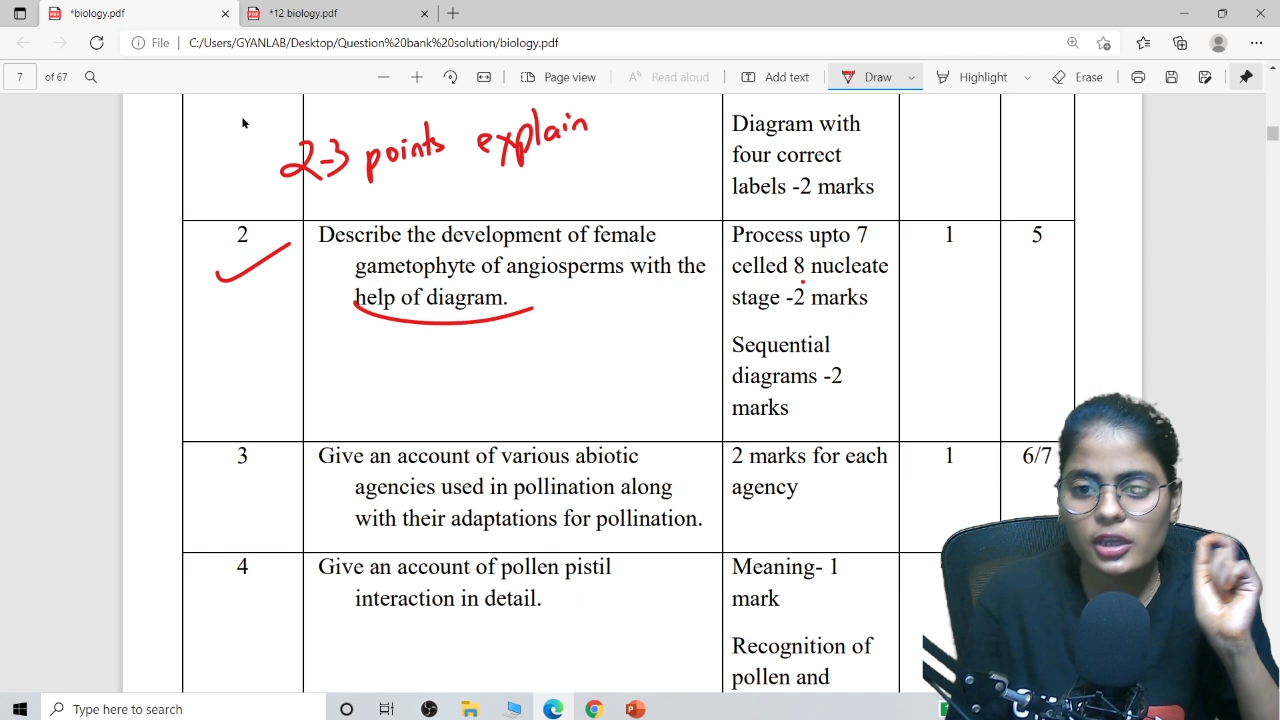 *biology.pdf
*12 biology.pdf
File
C:/Users/GYANLAB/Desktop/Question%20bank%20solution/biology.pdf
7
of 67
Page view
Read aloud
Add text
Draw
Highlight
Erase
2-3 points explain
Diagram with
four correct
labels -2 marks
2
Describe the development of female
gametophyte of angiosperms with the
help of diagram.
Process upto 7
celled 8 nucleate
stage -2 marks
Sequential
diagrams -2
marks
1
5
3
Give an account of various abiotic
agencies used in pollination along
with their adaptations for pollination.
2 marks for each
agency
1
6/7
4
Give an account of pollen pistil
interaction in detail.
Meaning- 1
mark
Recognition of
pollen and
Type here to search